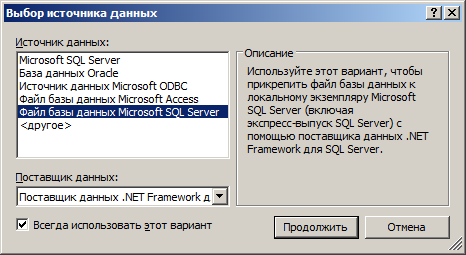 Выбор источника данных
Источник данных:
Microsoft SQL Server
База данных Oracle
Источник данных Microsoft ODBC
Файл базы данных Microsoft Access
Файл базы данных Microsoft SQL Server
<другое>
Описание
Используйте этот вариант, чтобы
прикрепить файл базы данных к
локальному экземпляру Microsoft
SQL Server (включая
экспресс-выпуск SQL Server) с
помощью поставщика данных .NET
Framework для SQL Server.
Поставщик данных:
Поставщик данных .NET Framework д
Всегда использовать этот вариант
Продолжить
Отмена